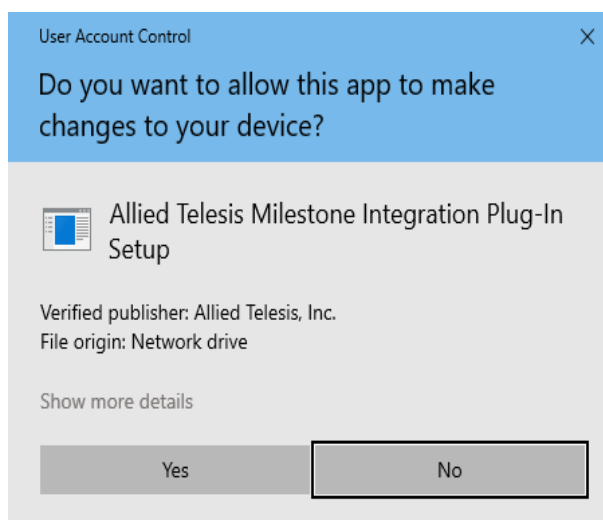 User Account Control
Do you want to allow this app to make
changes to your device?
Allied Telesis Milestone Integration Plug-In
Setup
Verified publisher: Allied Telesis, Inc.
File origin: Network drive
Show more details
Yes
No